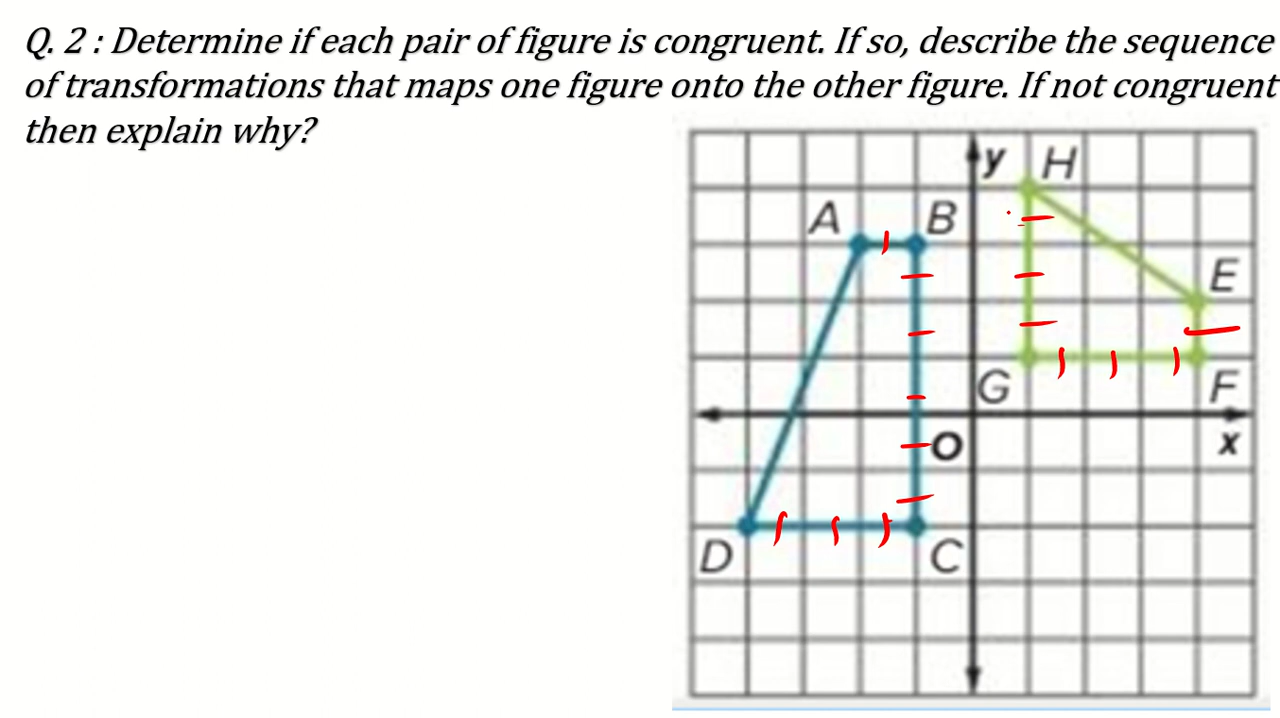 Q. 2 : Determine if each pair of figure is congruent. If so, describe the sequence
of transformations that maps one figure onto the other figure. If not congruent
then explain why?
y H
A B
E
G F
O x
D C